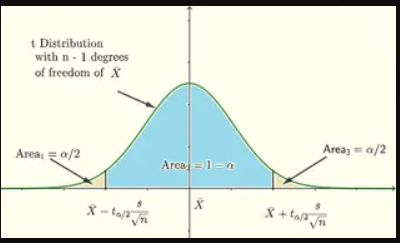 t Distribution
with n - 1 degrees
of freedom of X̄
Area₁ = α/2
Area₂ = 1 − α
Area₃ = α/2
X̄ − t_{α/2} s/√n
X̄
X̄ + t_{α/2} s/√n